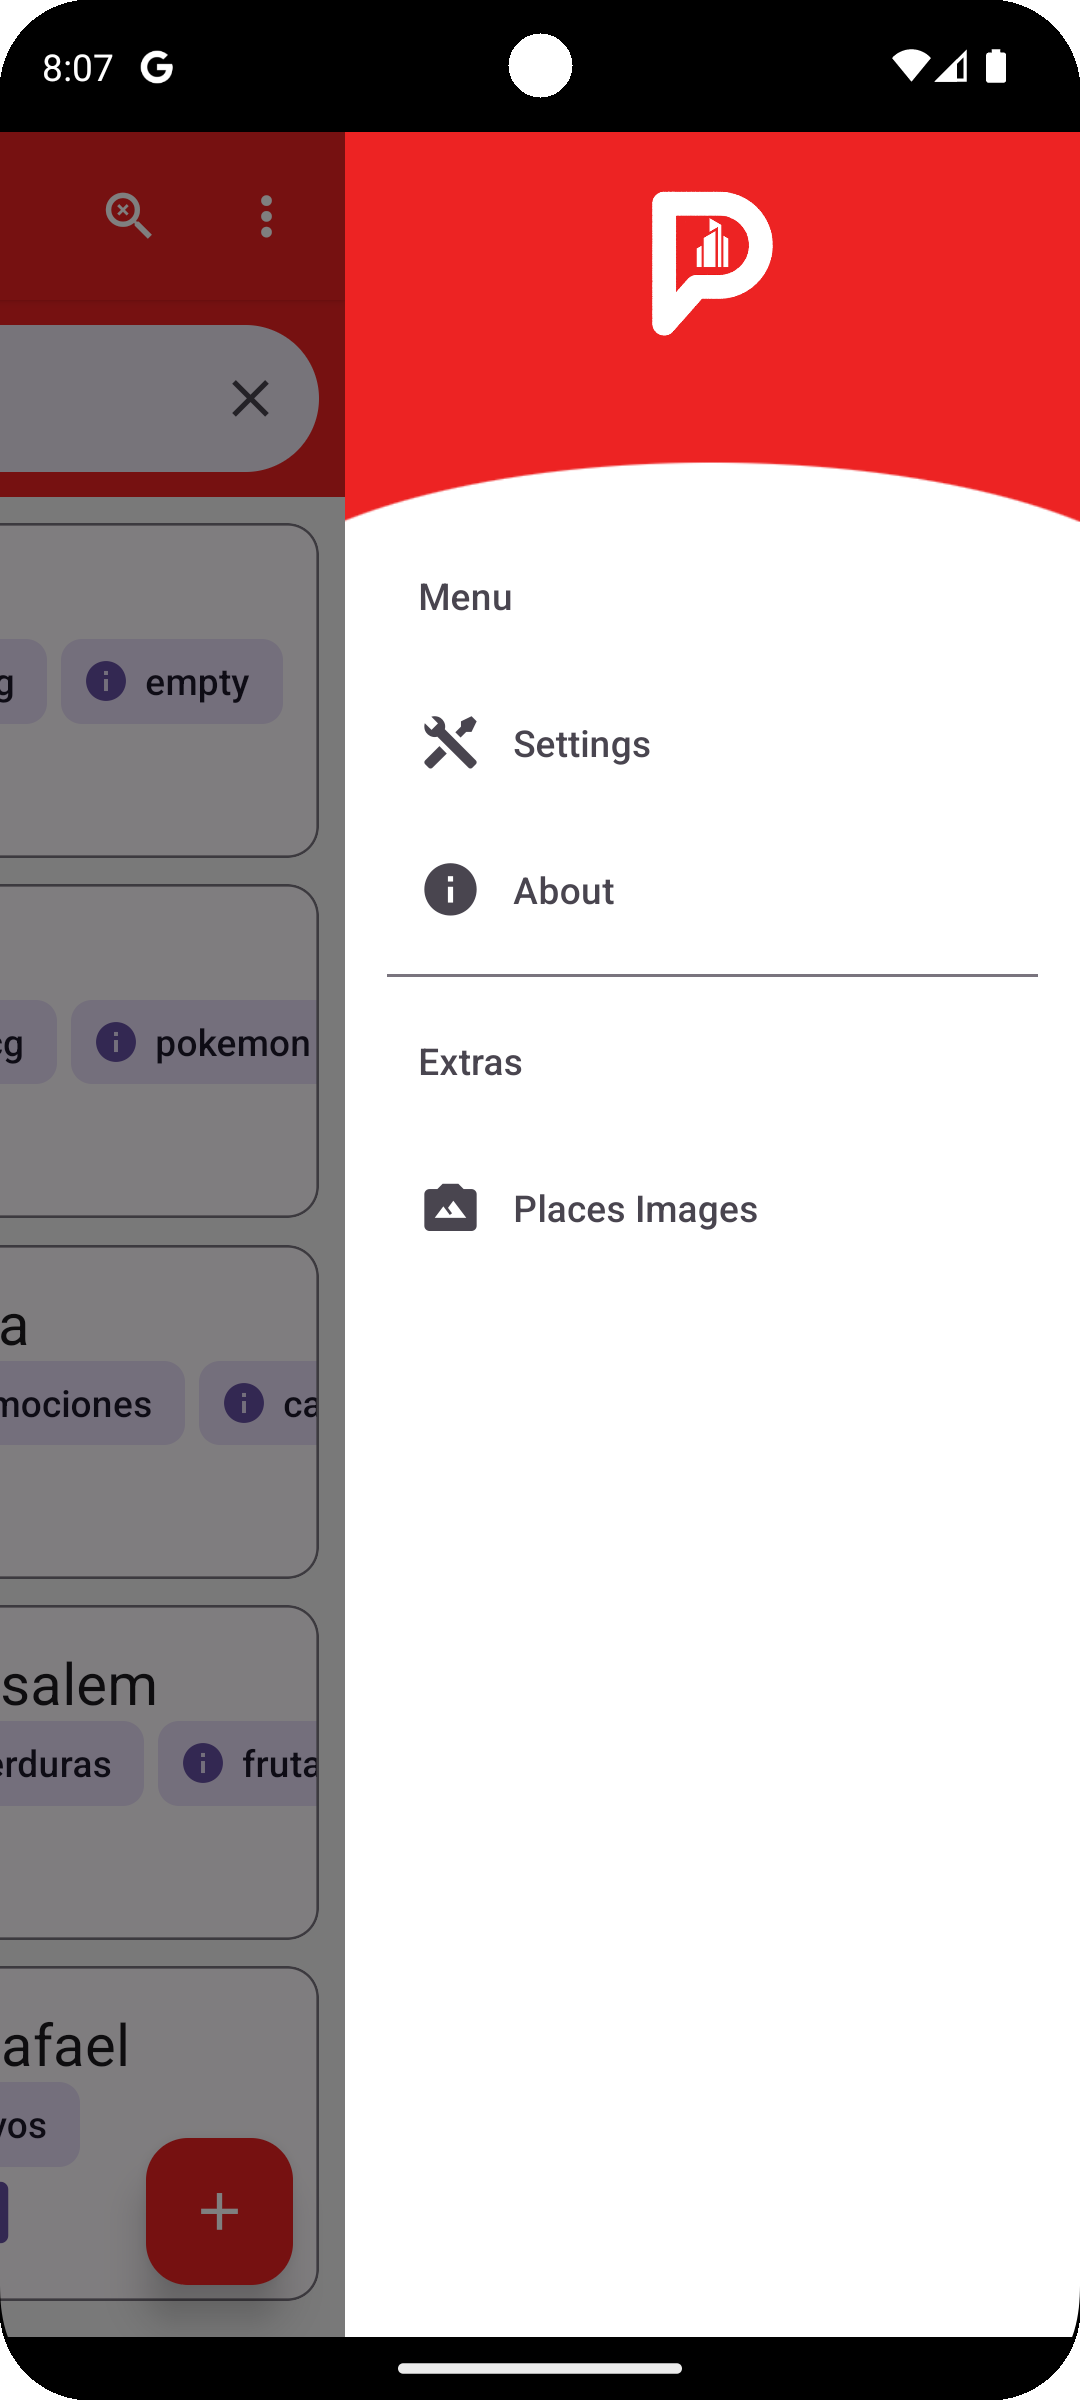 8:07
Menu
empty
Settings
About
pokemon
Extras
Places Images
a
mociones
ca
salem
erduras
fruta
afael
vos